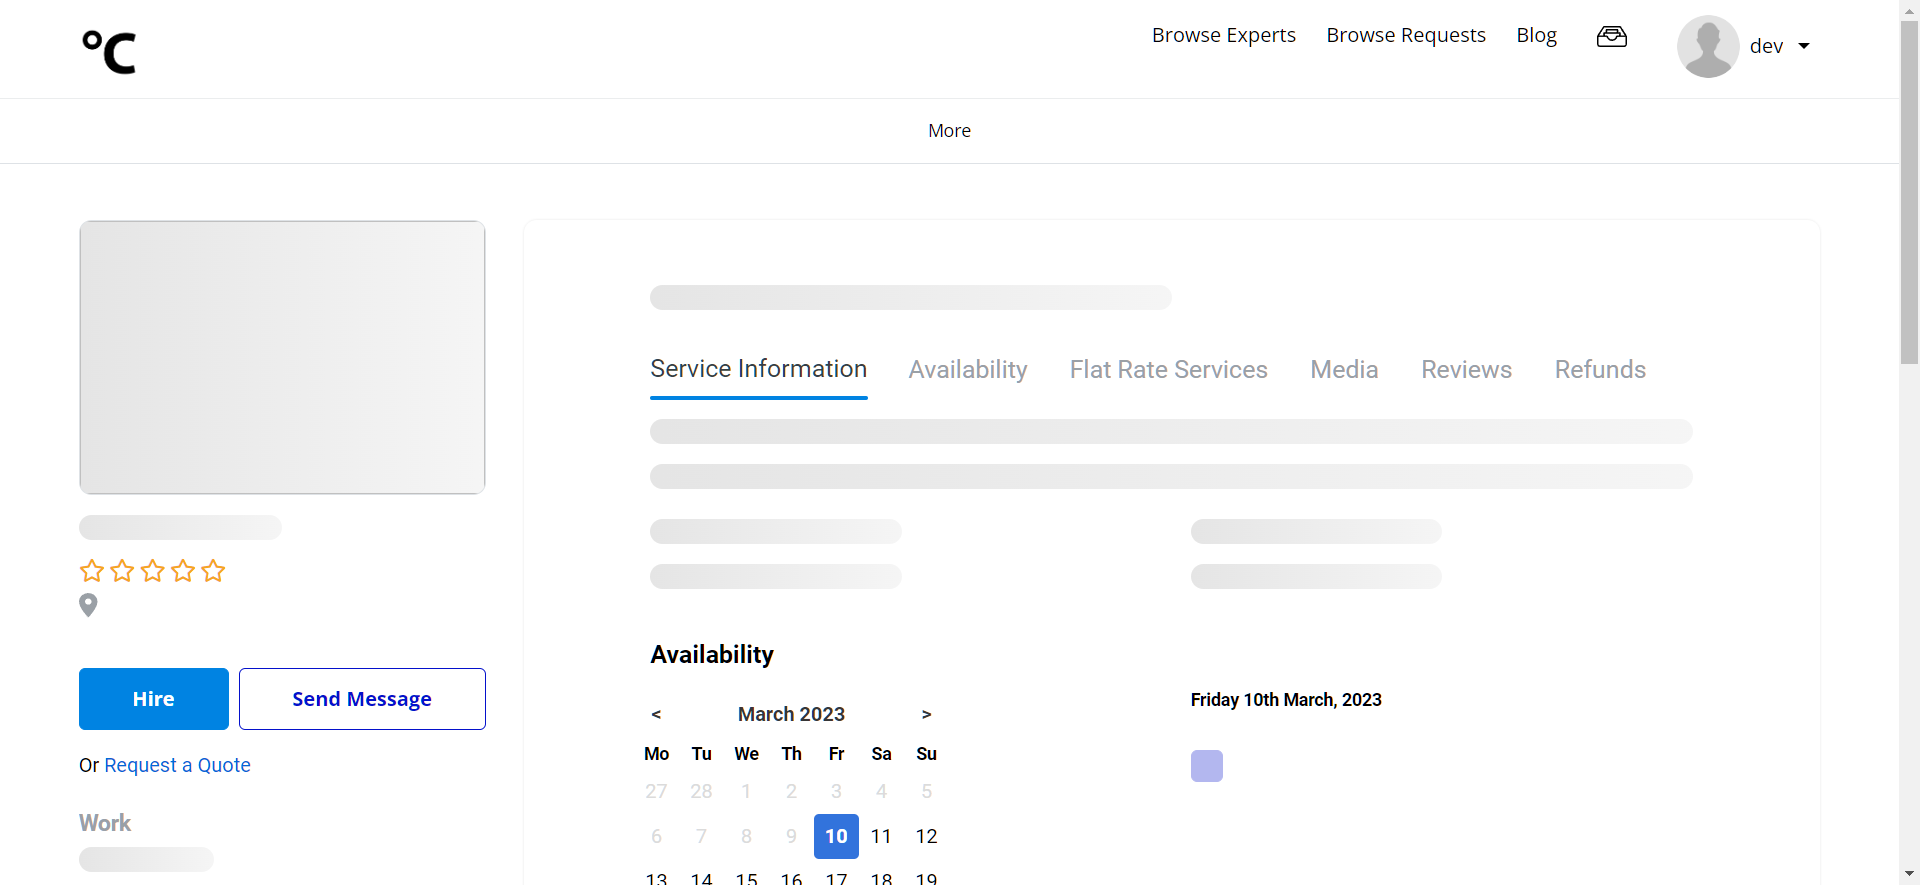 °C
Browse Experts Browse Requests Blog dev
More
Service Information Availability Flat Rate Services Media Reviews Refunds
Hire Send Message
Or Request a Quote
Work
Availability
< March 2023 >
Friday 10th March, 2023
Mo Tu We Th Fr Sa Su
27 28 1 2 3 4 5
6 7 8 9 10 11 12
13 14 15 16 17 18 19